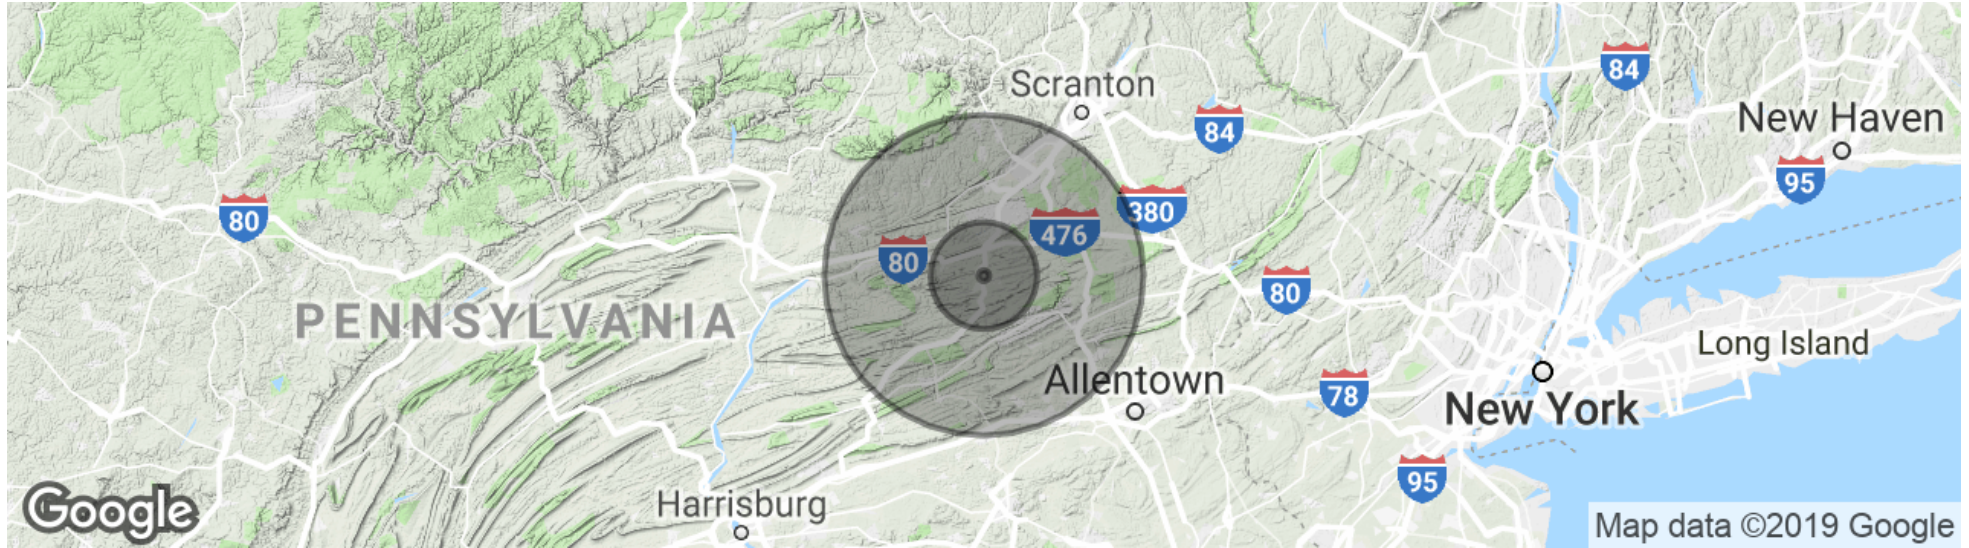 84
Scranton
New Haven
84
95
80
380
476
80
80
PENNSYLVANIA
Long Island
Allentown
78
New York
95
Harrisburg
Google
Map data ©2019 Google